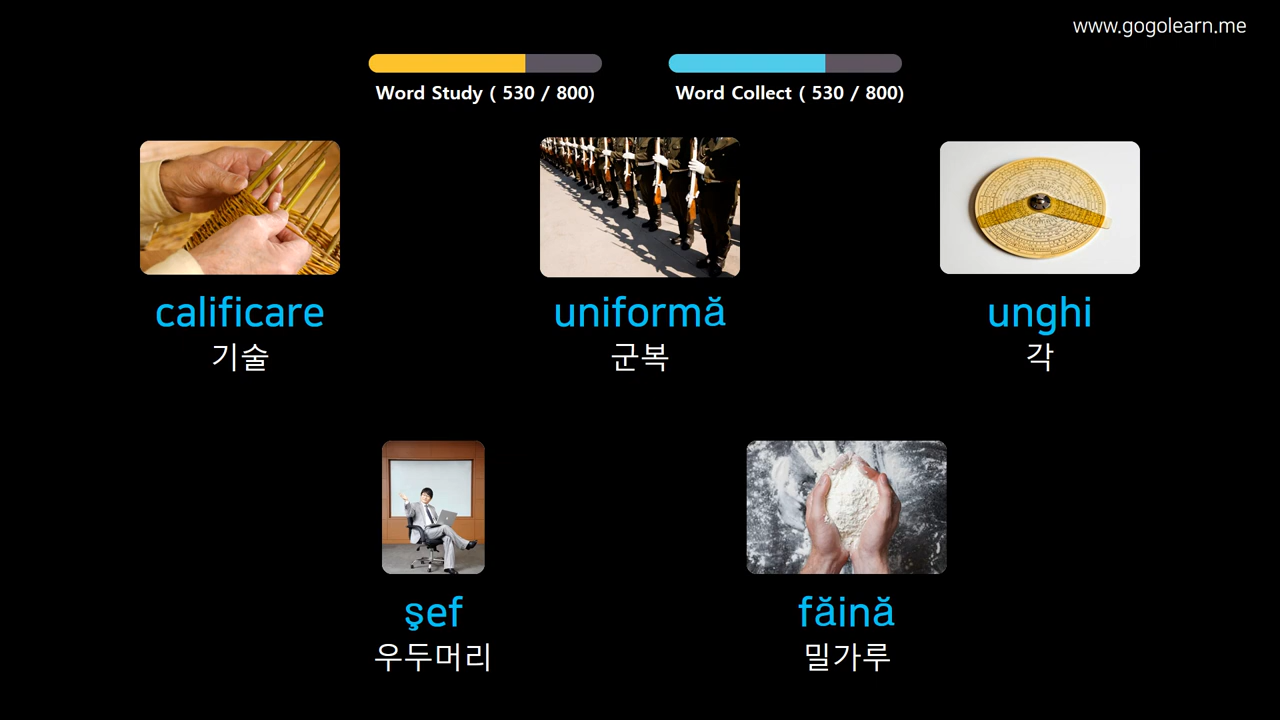 www.gogolearn.me
Word Study ( 530 / 800)
Word Collect ( 530 / 800)
calificare
기술
uniformă
군복
unghi
각
şef
우두머리
făină
밀가루